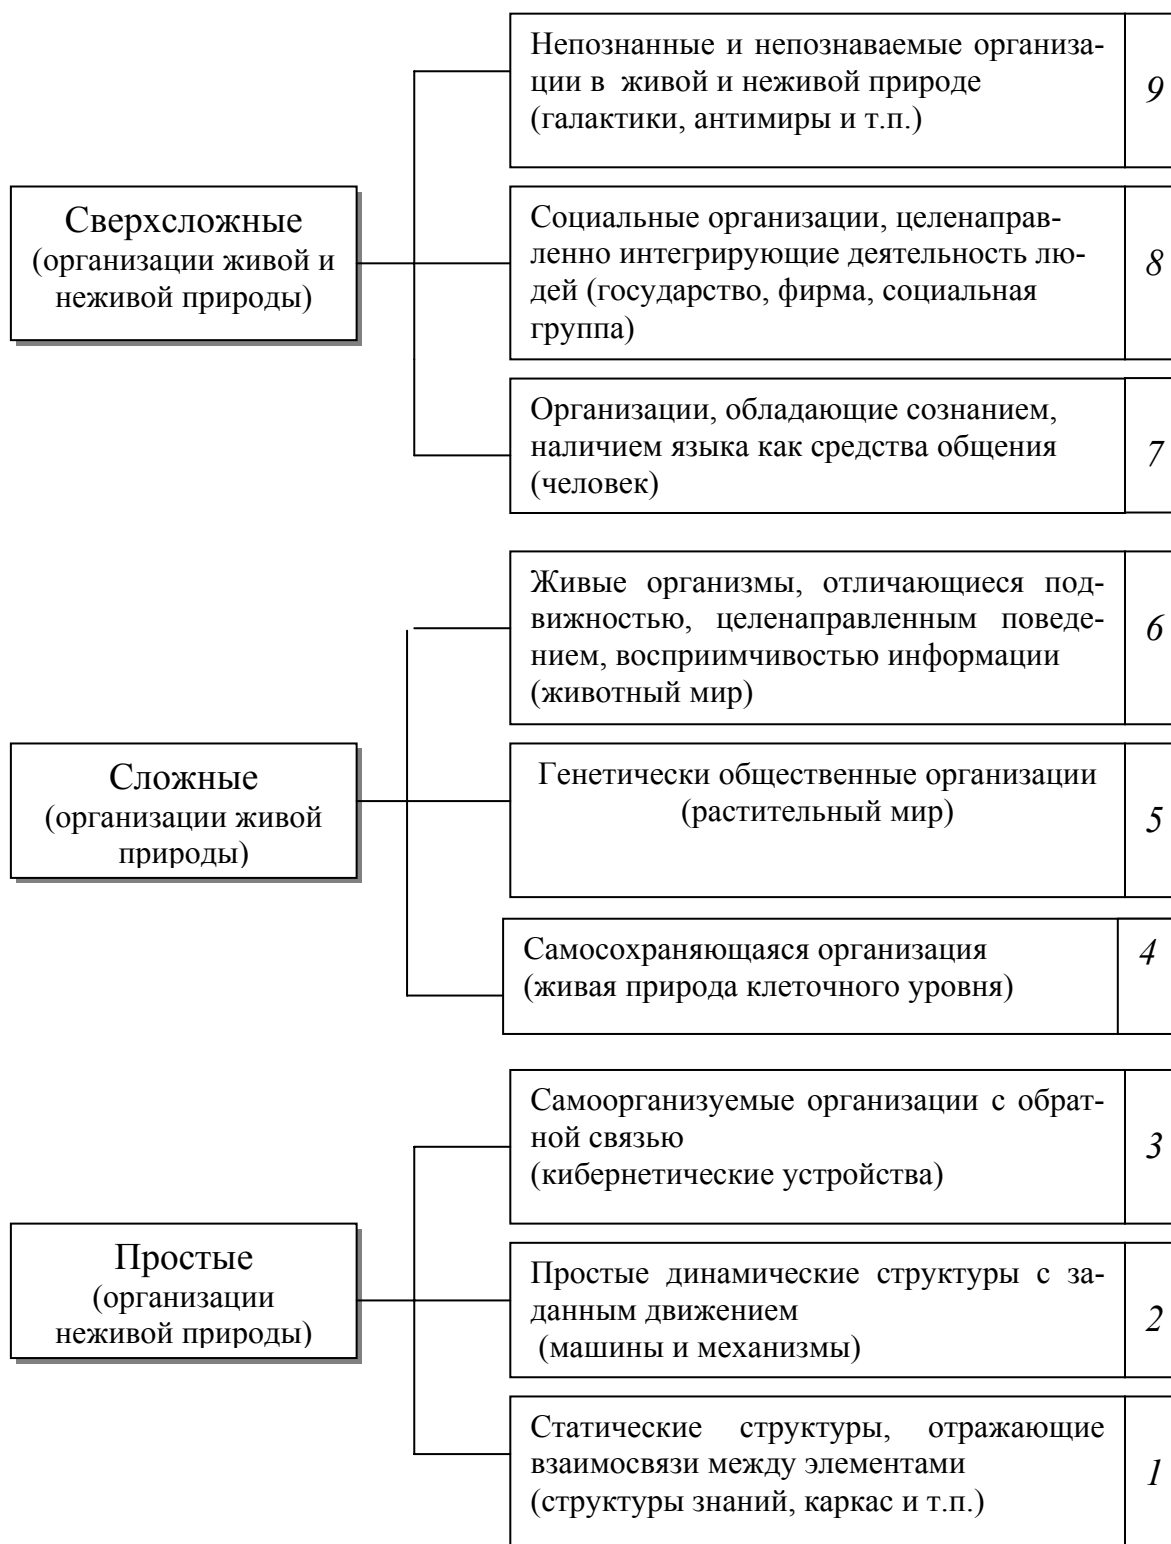 Непознанные и непознаваемые организа-
ции в живой и неживой природе
(галактики, антимиры и т.п.)
9
Сверхсложные
(организации живой и
неживой природы)
Социальные организации, целенаправ-
ленно интегрирующие деятельность лю-
дей (государство, фирма, социальная
группа)
8
Организации, обладающие сознанием,
наличием языка как средства общения
(человек)
7
Живые организмы, отличающиеся под-
вижностью, целенаправленным поведе-
нием, восприимчивостью информации
(животный мир)
6
Сложные
(организации живой
природы)
Генетически общественные организации
(растительный мир)
5
Самосохраняющаяся организация
(живая природа клеточного уровня)
4
Самоорганизуемые организации с обрат-
ной связью
(кибернетические устройства)
3
Простые
(организации
неживой природы)
Простые динамические структуры с за-
данным движением
(машины и механизмы)
2
Статические структуры, отражающие
взаимосвязи между элементами
(структуры знаний, каркас и т.п.)
1